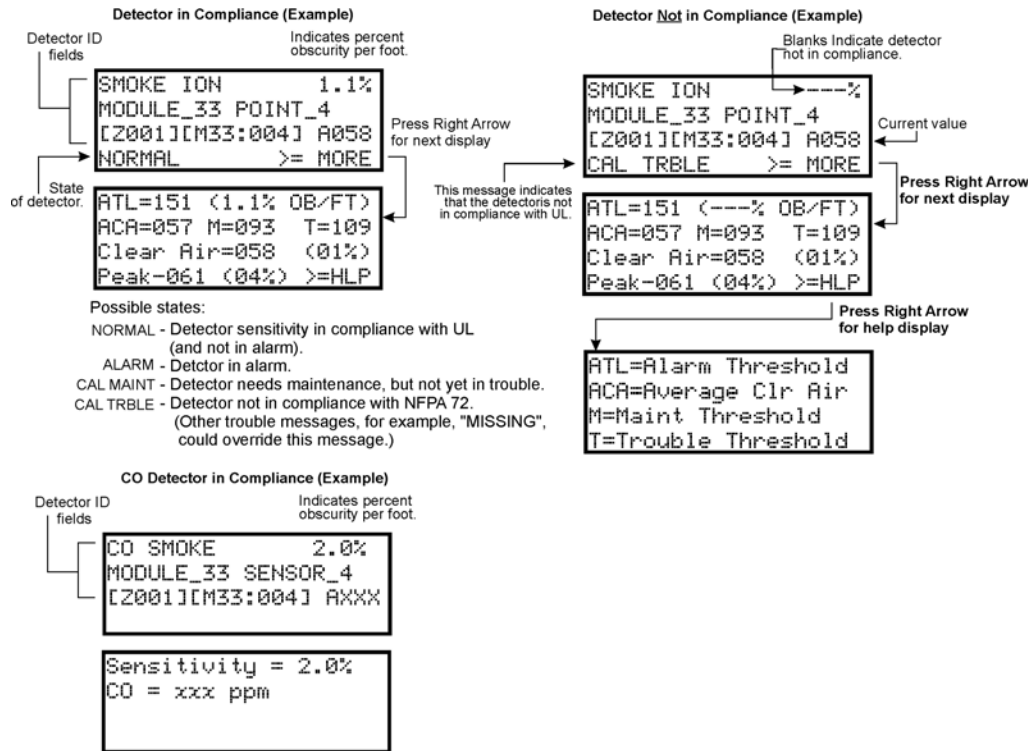 Detector in Compliance (Example)
Detector ID
fields
Indicates percent
obscurity per foot.
SMOKE ION 1.1%
MODULE_33 POINT_4
[Z001][M33:004] A058
NORMAL >= MORE
Press Right Arrow
for next display
State
of detector.
ATL=151 (1.1% OB/FT)
ACA=057 M=093 T=109
Clear Air=058 (01%)
Peak-061 (04%) >=HLP
Possible states:
NORMAL - Detector sensitivity in compliance with UL
(and not in alarm).
ALARM - Detctor in alarm.
CAL MAINT - Detector needs maintenance, but not yet in trouble.
CAL TRBLE - Detector not in compliance with NFPA 72.
(Other trouble messages, for example, "MISSING",
could override this message.)
Detector Not in Compliance (Example)
Blanks Indicate detector
not in compliance.
SMOKE ION ---%
MODULE_33 POINT_4
[Z001][M33:004] A058
CAL TRBLE >= MORE
Current value
This message indicates
that the detectoris not
in compliance with UL.
Press Right Arrow
for next display
ATL=151 (---% OB/FT)
ACA=057 M=093 T=109
Clear Air=058 (01%)
Peak-061 (04%) >=HLP
Press Right Arrow
for help display
ATL=Alarm Threshold
ACA=Average Clr Air
M=Maint Threshold
T=Trouble Threshold
CO Detector in Compliance (Example)
Detector ID
fields
Indicates percent
obscurity per foot.
CO SMOKE 2.0%
MODULE_33 SENSOR_4
[Z001][M33:004] AXXX
Sensitivity = 2.0%
CO = xxx ppm